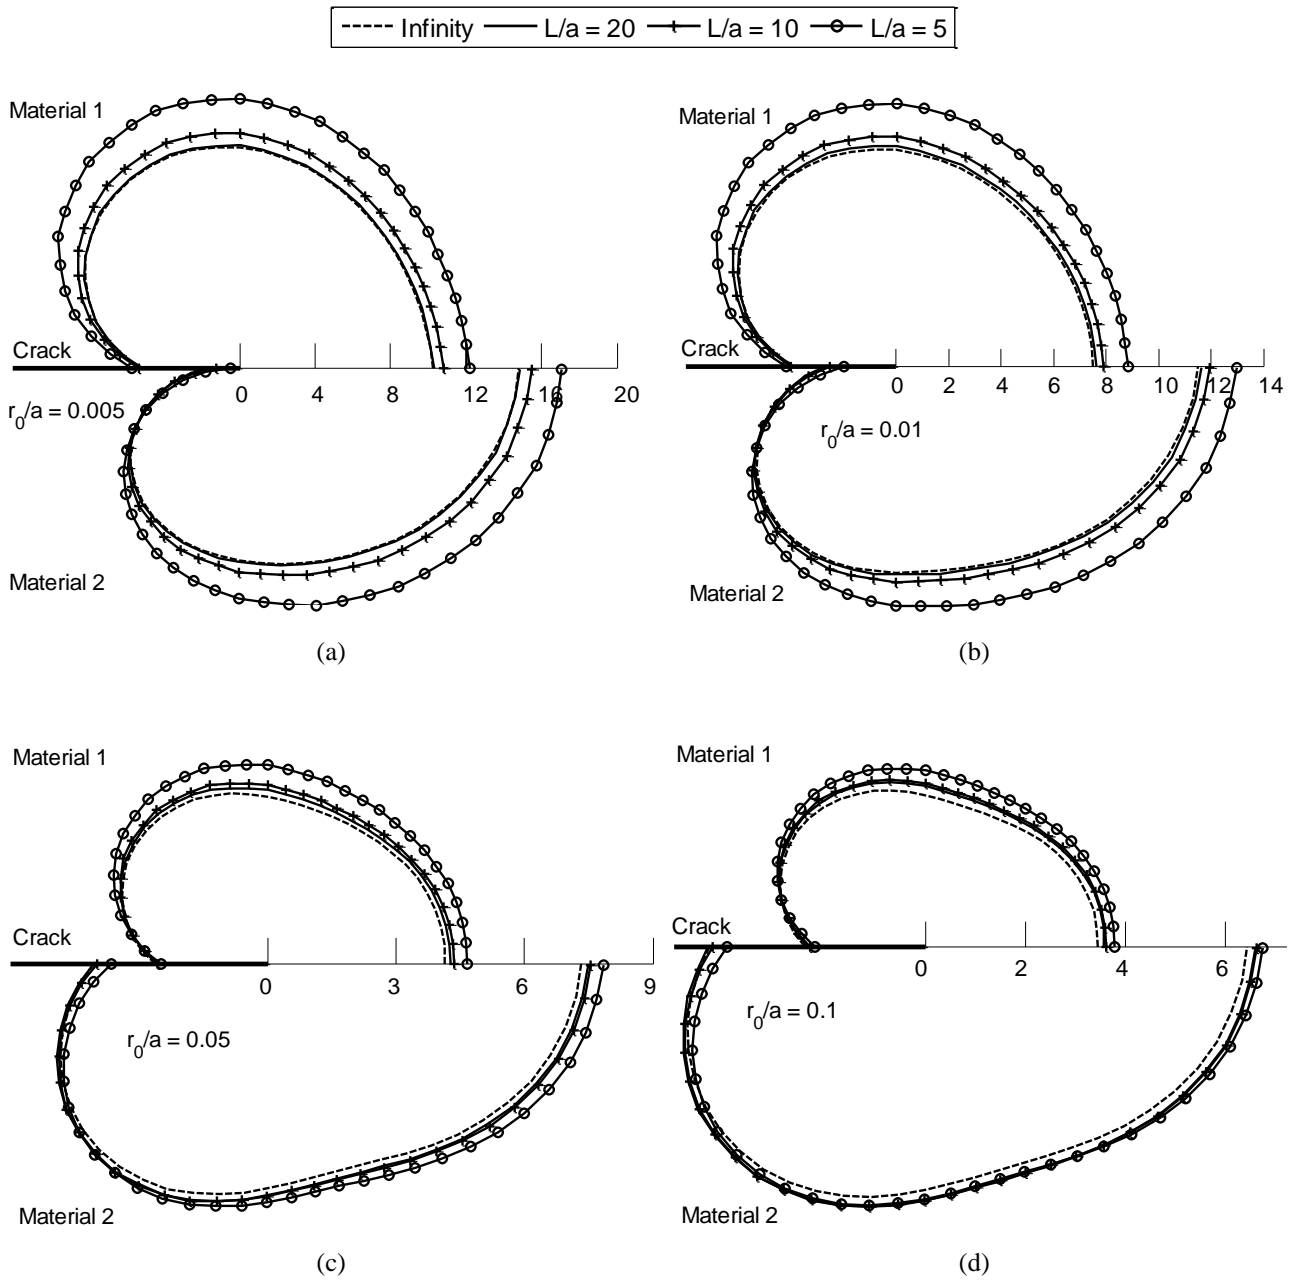 Infinity L/a = 20 L/a = 10 L/a = 5
Material 1
Crack
0 4 8 12 16 20
r0/a = 0.005
Material 2
(a)
Material 1
Crack
0 2 4 6 8 10 12 14
r0/a = 0.01
Material 2
(b)
Material 1
Crack
0 3 6 9
r0/a = 0.05
Material 2
(c)
Material 1
Crack
0 2 4 6
r0/a = 0.1
Material 2
(d)